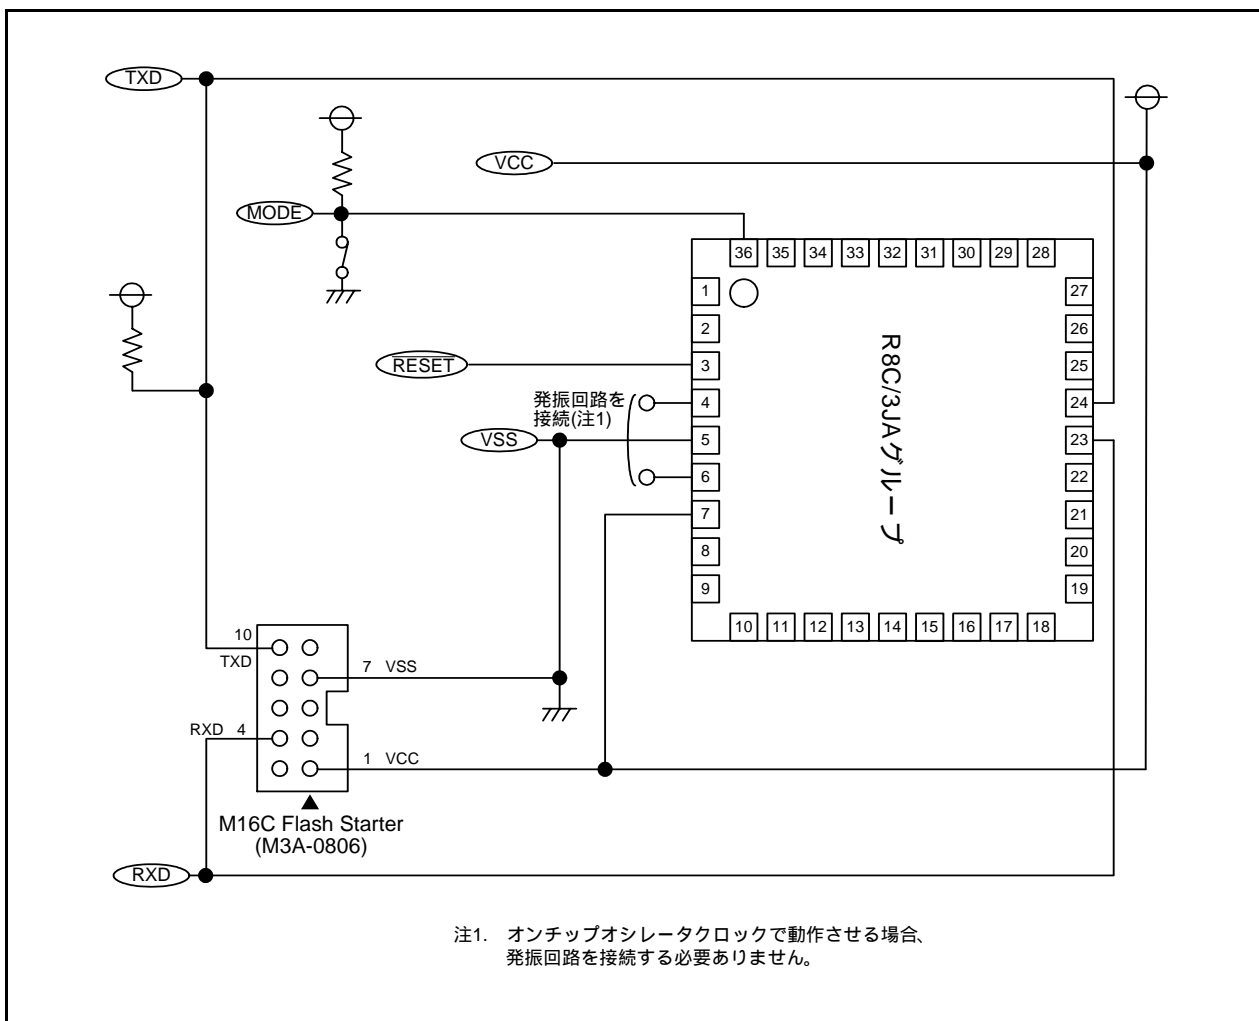 TXD
VCC
MODE
36 35 34 33 32 31 30 29 28
1
2
3
4
5
6
7
8
9
27
26
25
24
23
22
21
20
19
10 11 12 13 14 15 16 17 18
R8C/3JAグループ
RESET
発振回路を
接続(注1)
VSS
10
TXD
7 VSS
RXD 4
1 VCC
M16C Flash Starter
(M3A-0806)
RXD
注1. オンチップオシレータクロックで動作させる場合、
発振回路を接続する必要ありません。